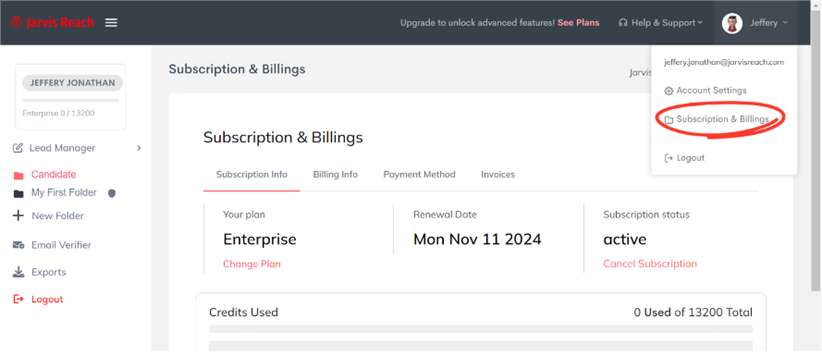 Jarvis Reach
Upgrade to unlock advanced features! See Plans
Help & Support
Jeffery
jeffery.jonathan@jarvisreach.com
Account Settings
Subscription & Billings
Logout
JEFFERY JONATHAN
Enterprise 0 / 13200
Lead Manager
Candidate
My First Folder
New Folder
Email Verifier
Exports
Logout
Subscription & Billings
Jarvis
Subscription & Billings
Subscription Info Billing Info Payment Method Invoices
Your plan
Enterprise
Change Plan
Renewal Date
Mon Nov 11 2024
Subscription status
active
Cancel Subscription
Credits Used
0 Used of 13200 Total